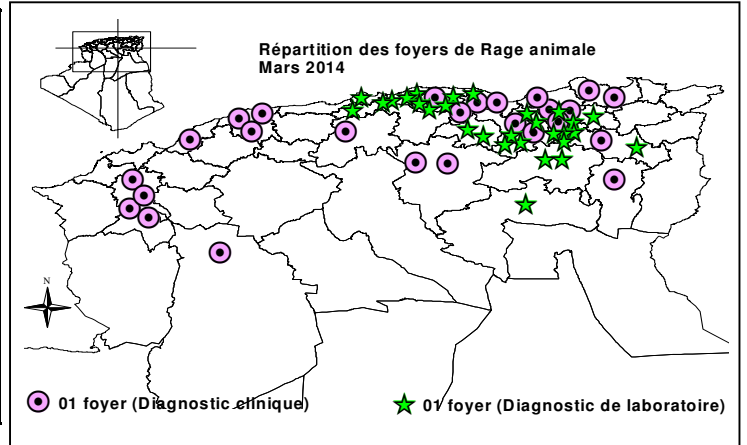 Répartition des foyers de Rage animale
Mars 2014
N
01 foyer (Diagnostic clinique)
01 foyer (Diagnostic de laboratoire)